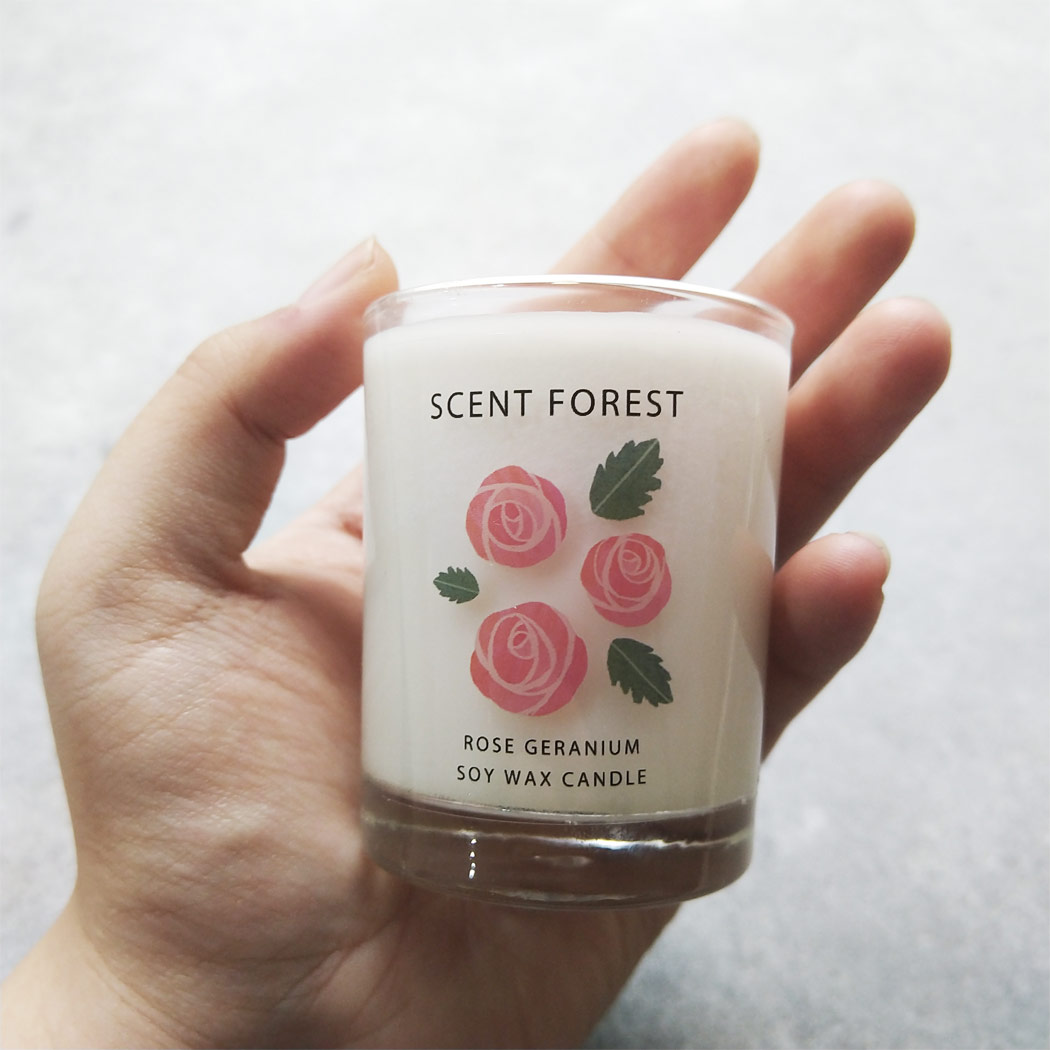 SCENT FOREST
ROSE GERANIUM
SOY WAX CANDLE